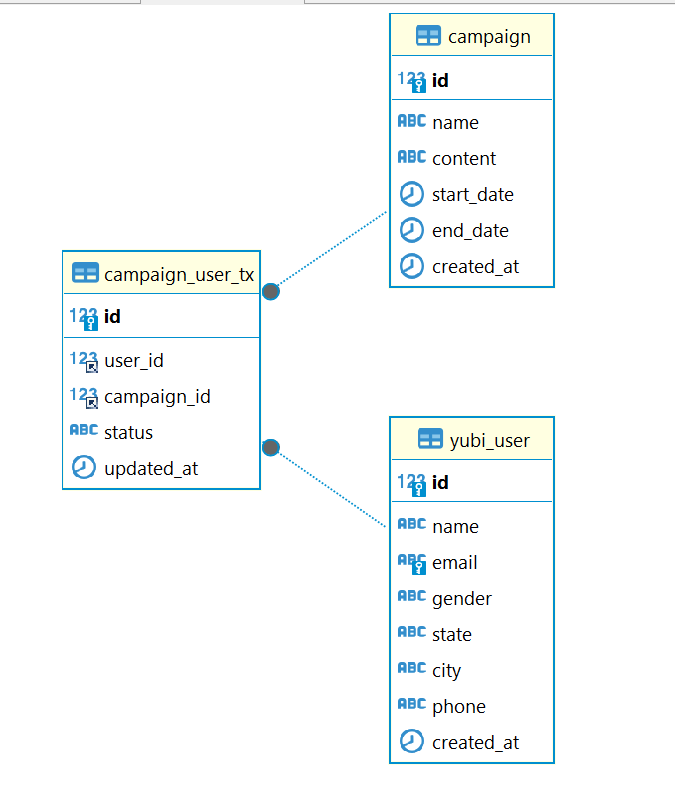 campaign
123 id
ABC name
ABC content
start_date
end_date
created_at
campaign_user_tx
123 id
123 user_id
123 campaign_id
ABC status
updated_at
yubi_user
123 id
ABC name
ABC email
ABC gender
ABC state
ABC city
ABC phone
created_at